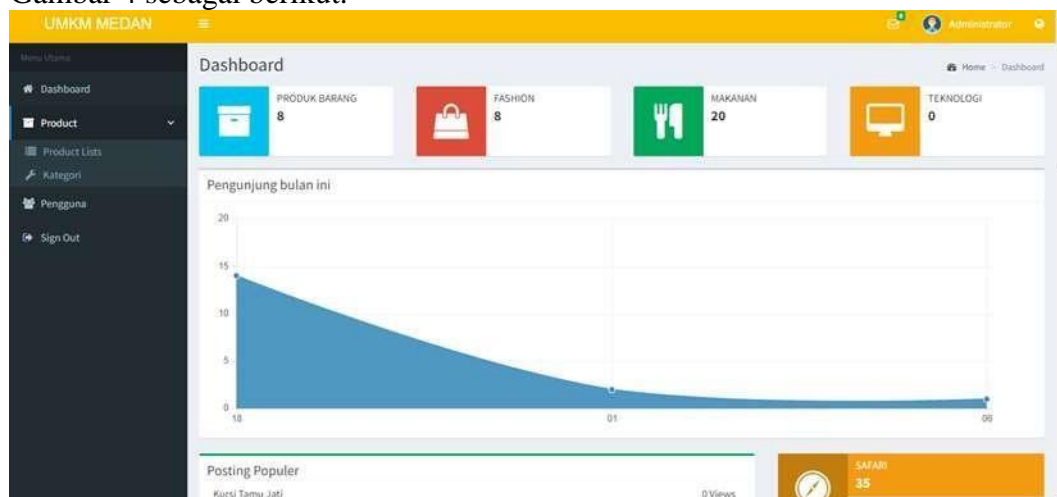 Gambar 4 sebagai berikut.
UMKM MEDAN
Administrator
Menu Utama
Dashboard
Home > Dashboard
Dashboard
Product
Product Lists
Kategori
Pengguna
Sign Out
PRODUK BARANG
8
FASHION
8
MAKANAN
20
TEKNOLOGI
0
Pengunjung bulan ini
20
15
10
5
0
18
01
06
Posting Populer
Kursi Tamu Jati
0 Views
SAFARI
35